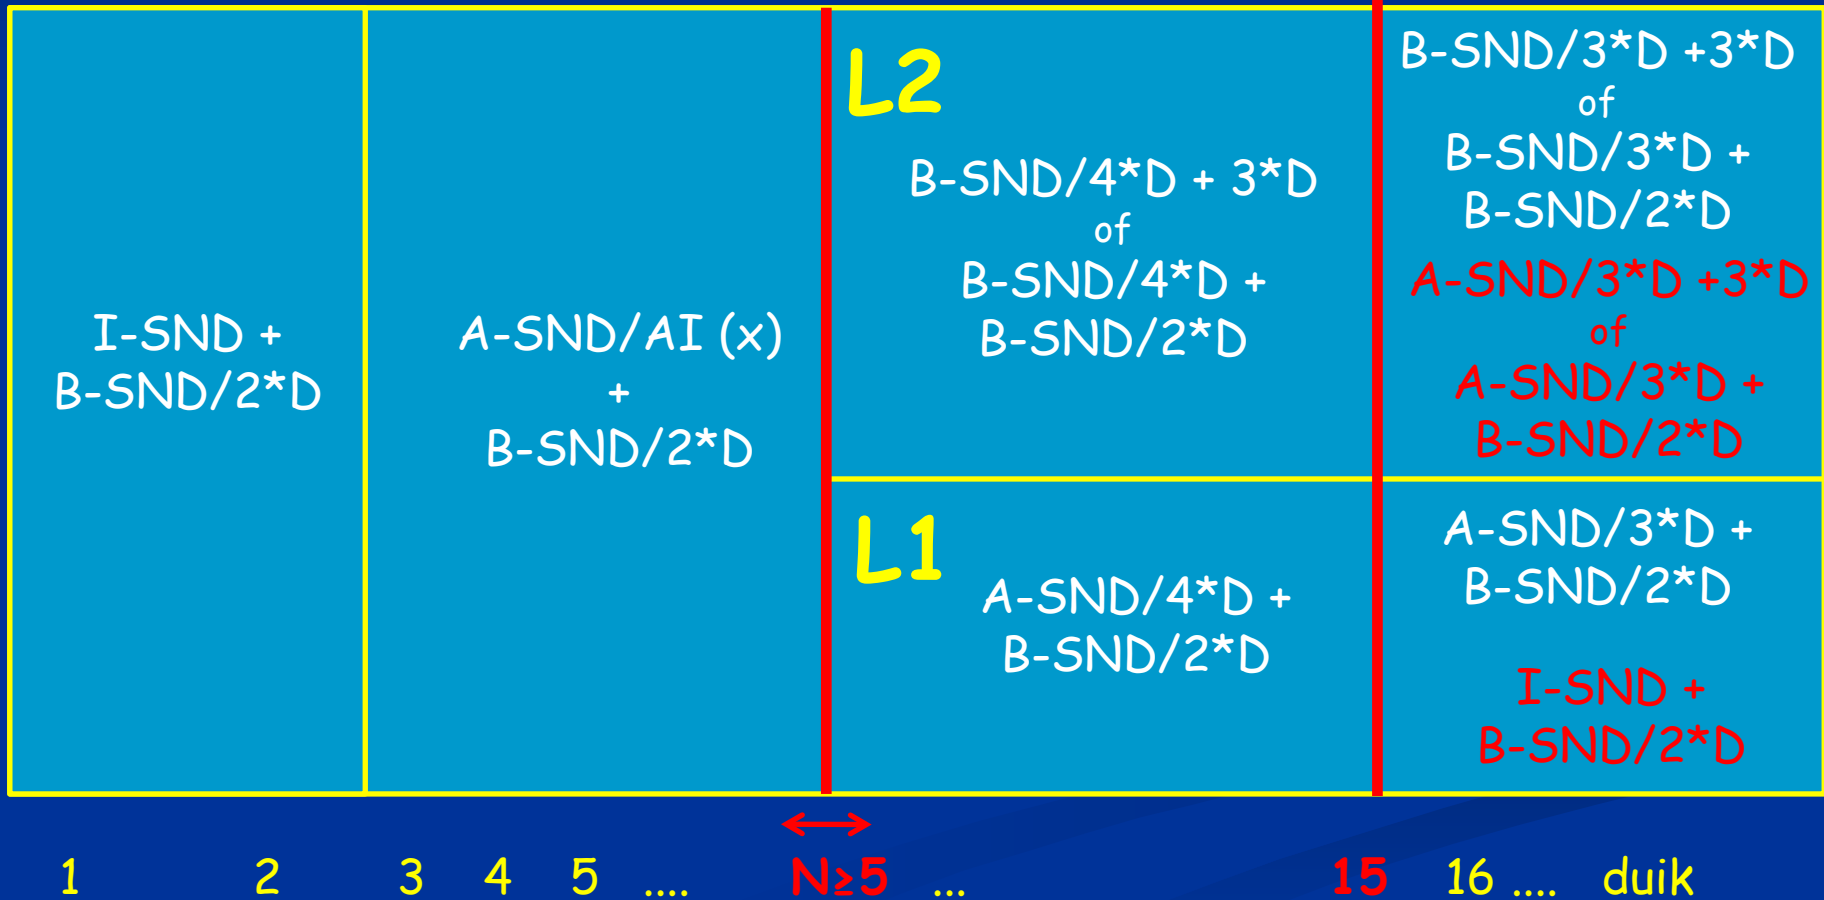 I-SND +
B-SND/2*D
A-SND/AI (x)
+
B-SND/2*D
L2
B-SND/4*D + 3*D
of
B-SND/4*D +
B-SND/2*D
B-SND/3*D +3*D
of
B-SND/3*D +
B-SND/2*D
A-SND/3*D +3*D
of
A-SND/3*D +
B-SND/2*D
L1
A-SND/4*D +
B-SND/2*D
A-SND/3*D +
B-SND/2*D
I-SND +
B-SND/2*D
1 2 3 4 5 .... N≥5 ... 15 16 .... duik